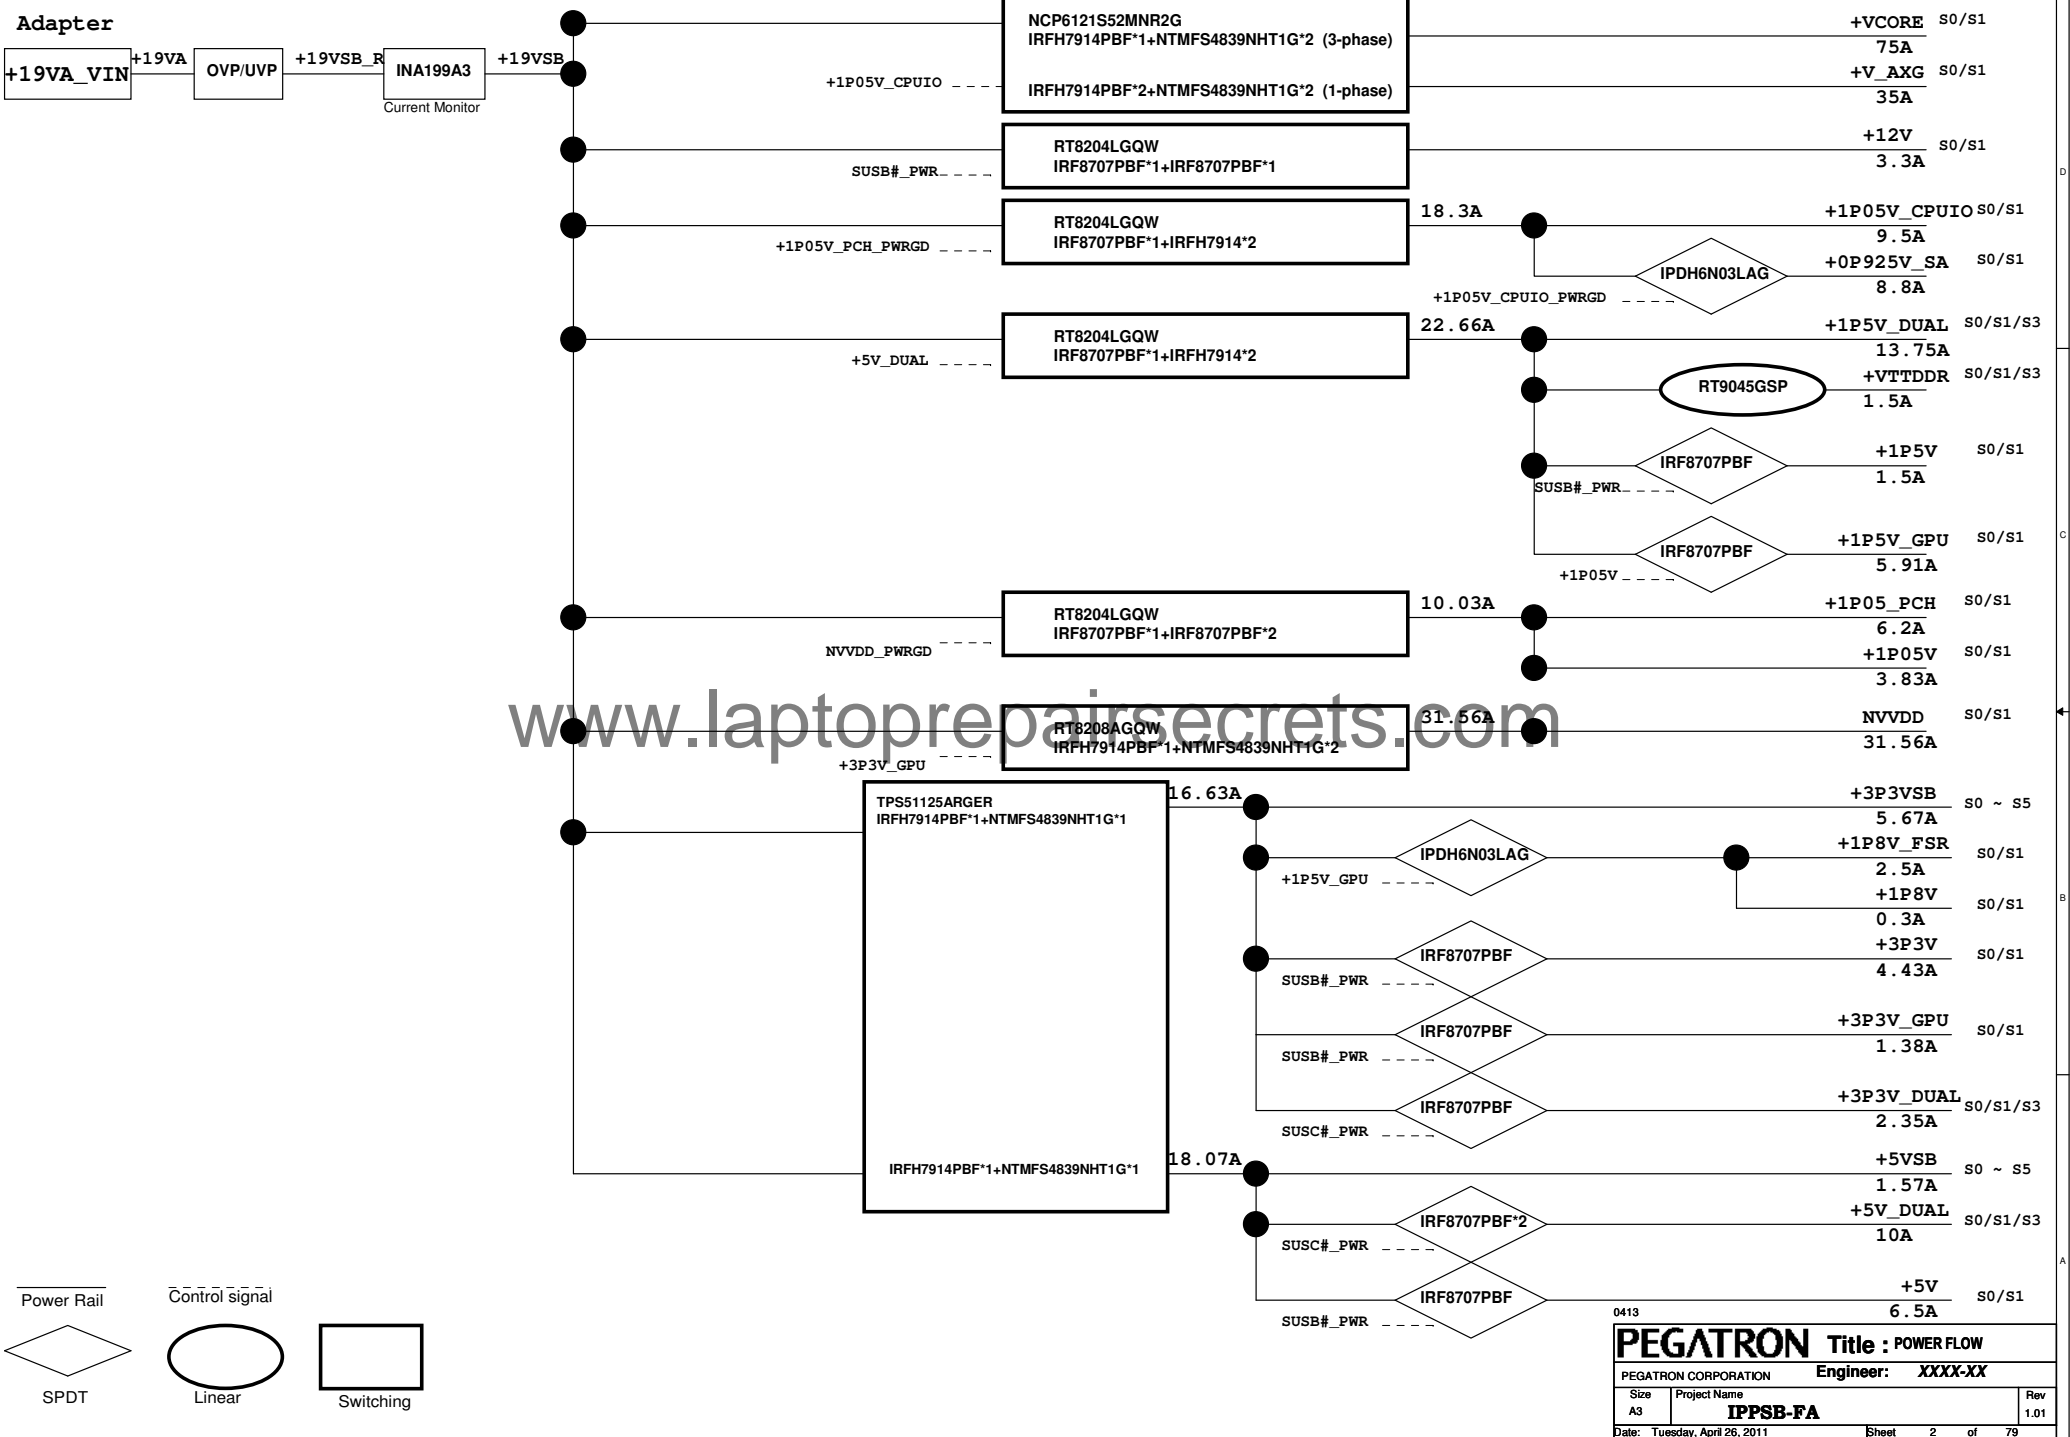 Adapter
+19VA_VIN
+19VA
OVP/UVP
+19VSB_R
INA199A3
Current Monitor
+19VSB
NCP6121S52MNR2G
IRFH7914PBF*1+NTMFS4839NHT1G*2 (3-phase)
+1P05V_CPUIO
IRFH7914PBF*2+NTMFS4839NHT1G*2 (1-phase)
+VCORE S0/S1
75A
+V_AXG S0/S1
35A
RT8204LGQW
IRF8707PBF*1+IRF8707PBF*1
SUSB#_PWR
+12V S0/S1
3.3A
RT8204LGQW
IRF8707PBF*1+IRFH7914*2
+1P05V_PCH_PWRGD
18.3A
+1P05V_CPUIO S0/S1
9.5A
IPDH6N03LAG
+1P05V_CPUIO_PWRGD
+0P925V_SA S0/S1
8.8A
RT8204LGQW
IRF8707PBF*1+IRFH7914*2
+5V_DUAL
22.66A
+1P5V_DUAL S0/S1/S3
13.75A
RT9045GSP
+VTTDDR S0/S1/S3
1.5A
IRF8707PBF
SUSB#_PWR
+1P5V S0/S1
1.5A
IRF8707PBF
+1P05V
+1P5V_GPU S0/S1
5.91A
RT8204LGQW
IRF8707PBF*1+IRF8707PBF*2
NVVDD_PWRGD
10.03A
+1P05_PCH S0/S1
6.2A
+1P05V S0/S1
3.83A
www.laptoprepairsecrets.com
RT8208AGQW
IRFH7914PBF*1+NTMFS4839NHT1G*2
+3P3V_GPU
31.56A
NVVDD S0/S1
31.56A
TPS51125ARGER
IRFH7914PBF*1+NTMFS4839NHT1G*1
16.63A
+3P3VSB S0 ~ S5
5.67A
IPDH6N03LAG
+1P5V_GPU
+1P8V_FSR S0/S1
2.5A
+1P8V S0/S1
0.3A
IRF8707PBF
SUSB#_PWR
+3P3V S0/S1
4.43A
IRF8707PBF
SUSB#_PWR
+3P3V_GPU S0/S1
1.38A
IRF8707PBF
SUSC#_PWR
+3P3V_DUAL S0/S1/S3
2.35A
IRFH7914PBF*1+NTMFS4839NHT1G*1
18.07A
+5VSB S0 ~ S5
1.57A
IRF8707PBF*2
SUSC#_PWR
+5V_DUAL S0/S1/S3
10A
IRF8707PBF
SUSB#_PWR
+5V S0/S1
6.5A
D
C
B
A
Power Rail
Control signal
SPDT
Linear
Switching
0413
PEGATRON Title : POWER FLOW
PEGATRON CORPORATION Engineer: XXXX-XX
Size Project Name Rev
A3 IPPSB-FA 1.01
Date: Tuesday, April 26, 2011 Sheet 2 of 79